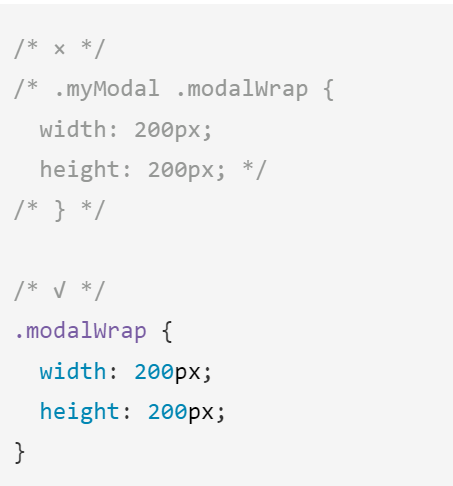 /* × */
/* .myModal .modalWrap {
  width: 200px;
  height: 200px; */
/* } */

/* √ */
.modalWrap {
  width: 200px;
  height: 200px;
}